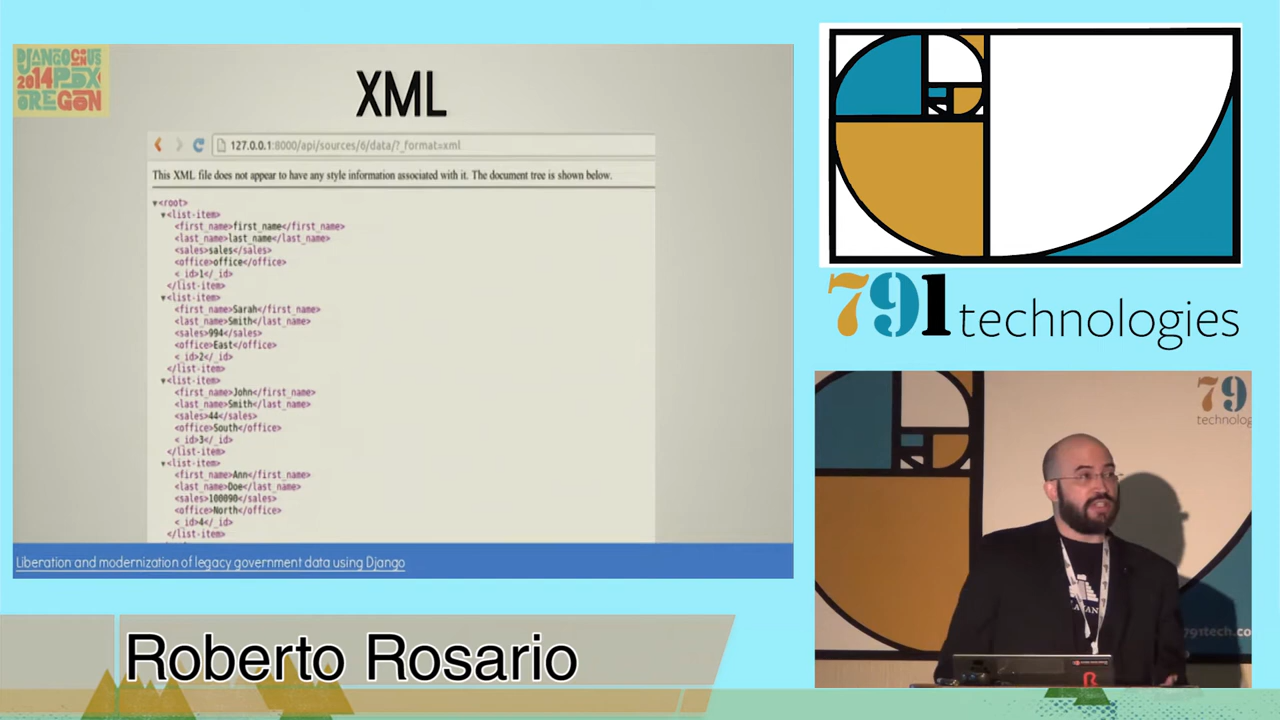 DJANGOCON US
2014 PDX
OREGON
XML
127.0.0.1:8000/api/sources/6/data/?_format=xml
This XML file does not appear to have any style information associated with it. The document tree is shown below.
▼<root>
▼<list-item>
<first_name>first_name</first_name>
<last_name>last_name</last_name>
<sales>sales</sales>
<office>office</office>
<_id>1</_id>
</list-item>
▼<list-item>
<first_name>Sarah</first_name>
<last_name>Smith</last_name>
<sales>994</sales>
<office>East</office>
<_id>2</_id>
</list-item>
▼<list-item>
<first_name>John</first_name>
<last_name>Smith</last_name>
<sales>44</sales>
<office>South</office>
<_id>3</_id>
</list-item>
▼<list-item>
<first_name>Ann</first_name>
<last_name>Doe</last_name>
<sales>100090</sales>
<office>North</office>
<_id>4</_id>
</list-item>
Liberation and modernization of legacy government data using Django
791 technologies
79
technolog
791tech.co
Roberto Rosario